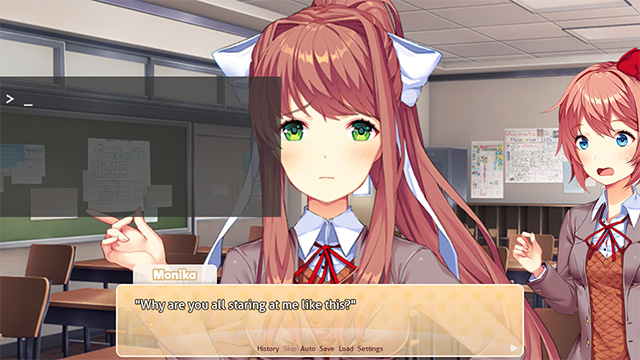 > _
Monika
"Why are you all staring at me like this?"
History Skip Auto Save Load Settings